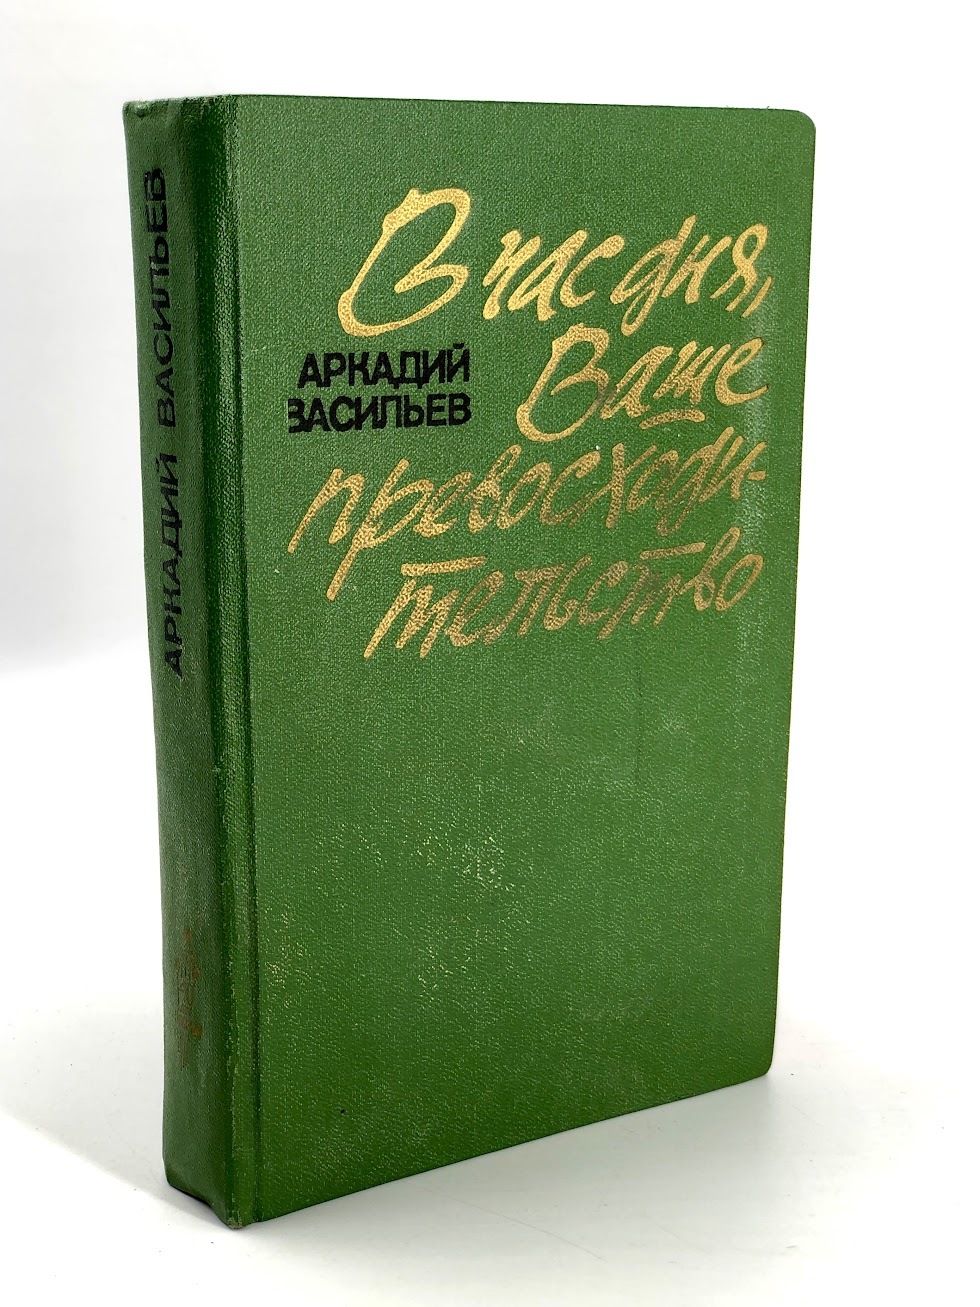 АРКАДИЙ ВАСИЛЬЕВ
В час дня,
Ваше
превосходи-
тельство
АРКАДИЙ
ВАСИЛЬЕВ